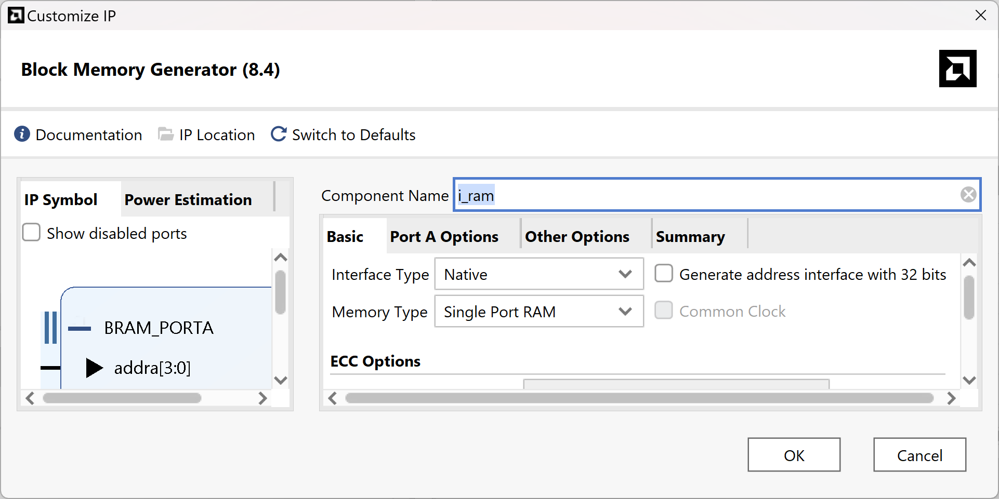 Customize IP
Block Memory Generator (8.4)
Documentation IP Location Switch to Defaults
IP Symbol Power Estimation
Show disabled ports
BRAM_PORTA
addra[3:0]
Component Name i_ram
Basic Port A Options Other Options Summary
Interface Type Native Generate address interface with 32 bits
Memory Type Single Port RAM Common Clock
ECC Options
OK Cancel